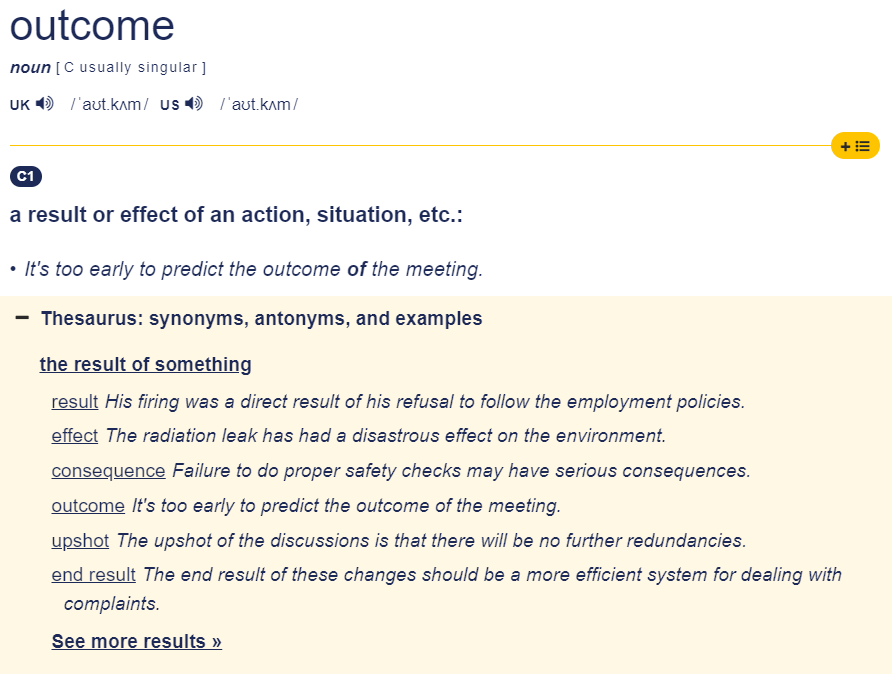 outcome
noun [ C usually singular ]
UK /ˈaʊt.kʌm/ US /ˈaʊt.kʌm/
C1
a result or effect of an action, situation, etc.:
• It's too early to predict the outcome of the meeting.
– Thesaurus: synonyms, antonyms, and examples
the result of something
result His firing was a direct result of his refusal to follow the employment policies.
effect The radiation leak has had a disastrous effect on the environment.
consequence Failure to do proper safety checks may have serious consequences.
outcome It's too early to predict the outcome of the meeting.
upshot The upshot of the discussions is that there will be no further redundancies.
end result The end result of these changes should be a more efficient system for dealing with
complaints.
See more results »